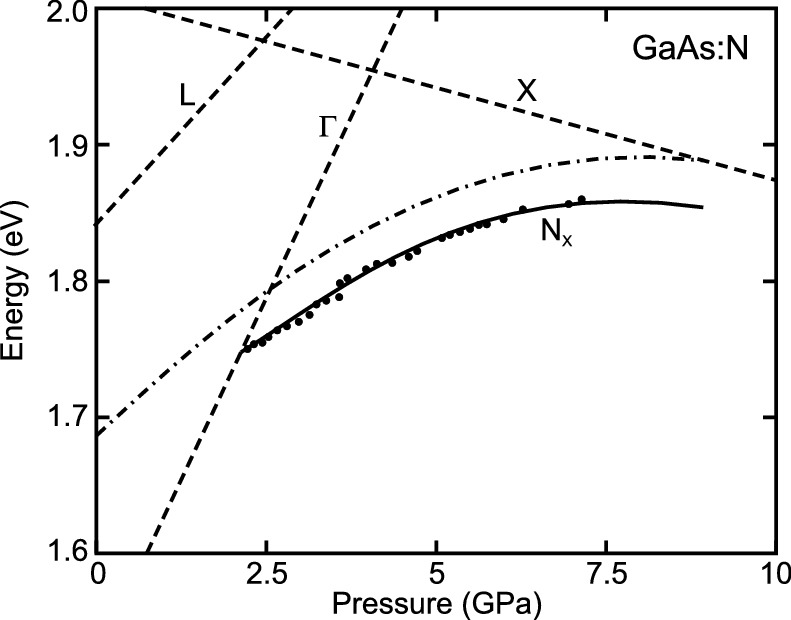 2.0
GaAs:N
L
X
Γ
1.9
Energy (eV)
Nx
1.8
1.7
1.6
0
2.5
5
7.5
10
Pressure (GPa)